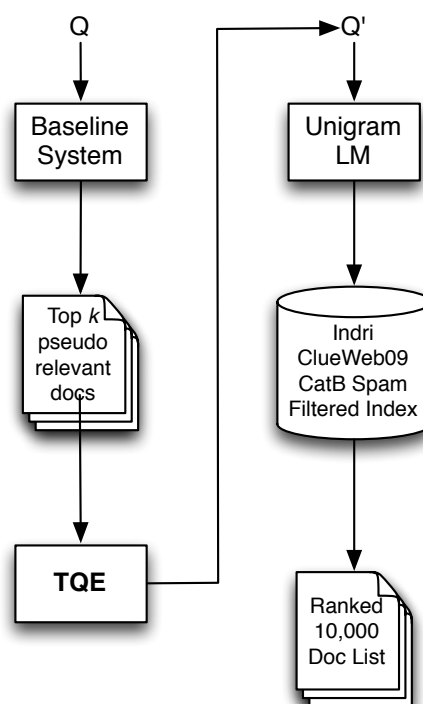 Q
Baseline
System
Top k
pseudo
relevant
docs
TQE
Q'
Unigram
LM
Indri
ClueWeb09
CatB Spam
Filtered Index
Ranked
10,000
Doc List